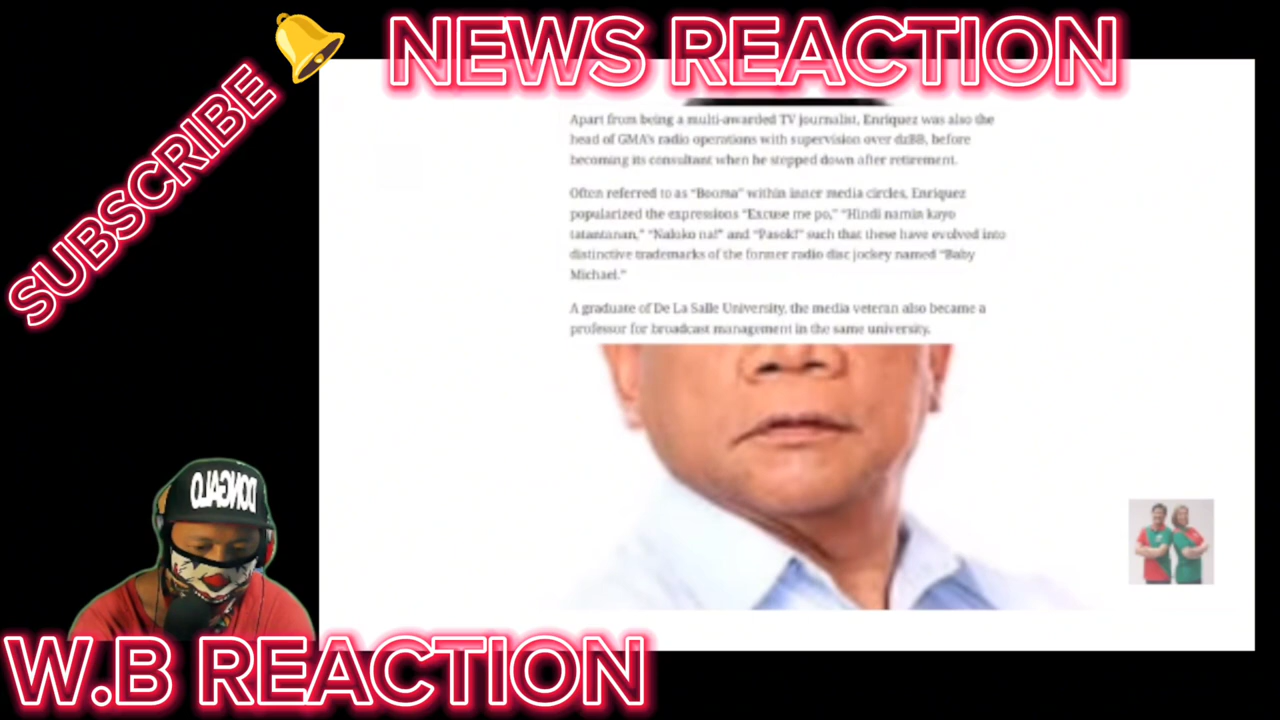 NEWS REACTION
SUBSCRIBE
Apart from being a multi-awarded TV journalist, Enriquez was also the
head of GMA's radio operations with supervision over dzBB, before
becoming its consultant when he stepped down after retirement.
Often referred to as “Booma” within inner media circles, Enriquez
popularized the expressions “Excuse me po,” “Hindi namin kayo
tatantanan,” “Naloko na!” and “Pasok!” such that these have evolved into
distinctive trademarks of the former radio disc jockey named “Baby
Michael.”
A graduate of De La Salle University, the media veteran also became a
professor for broadcast management in the same university.
DONGALO
W.B REACTION